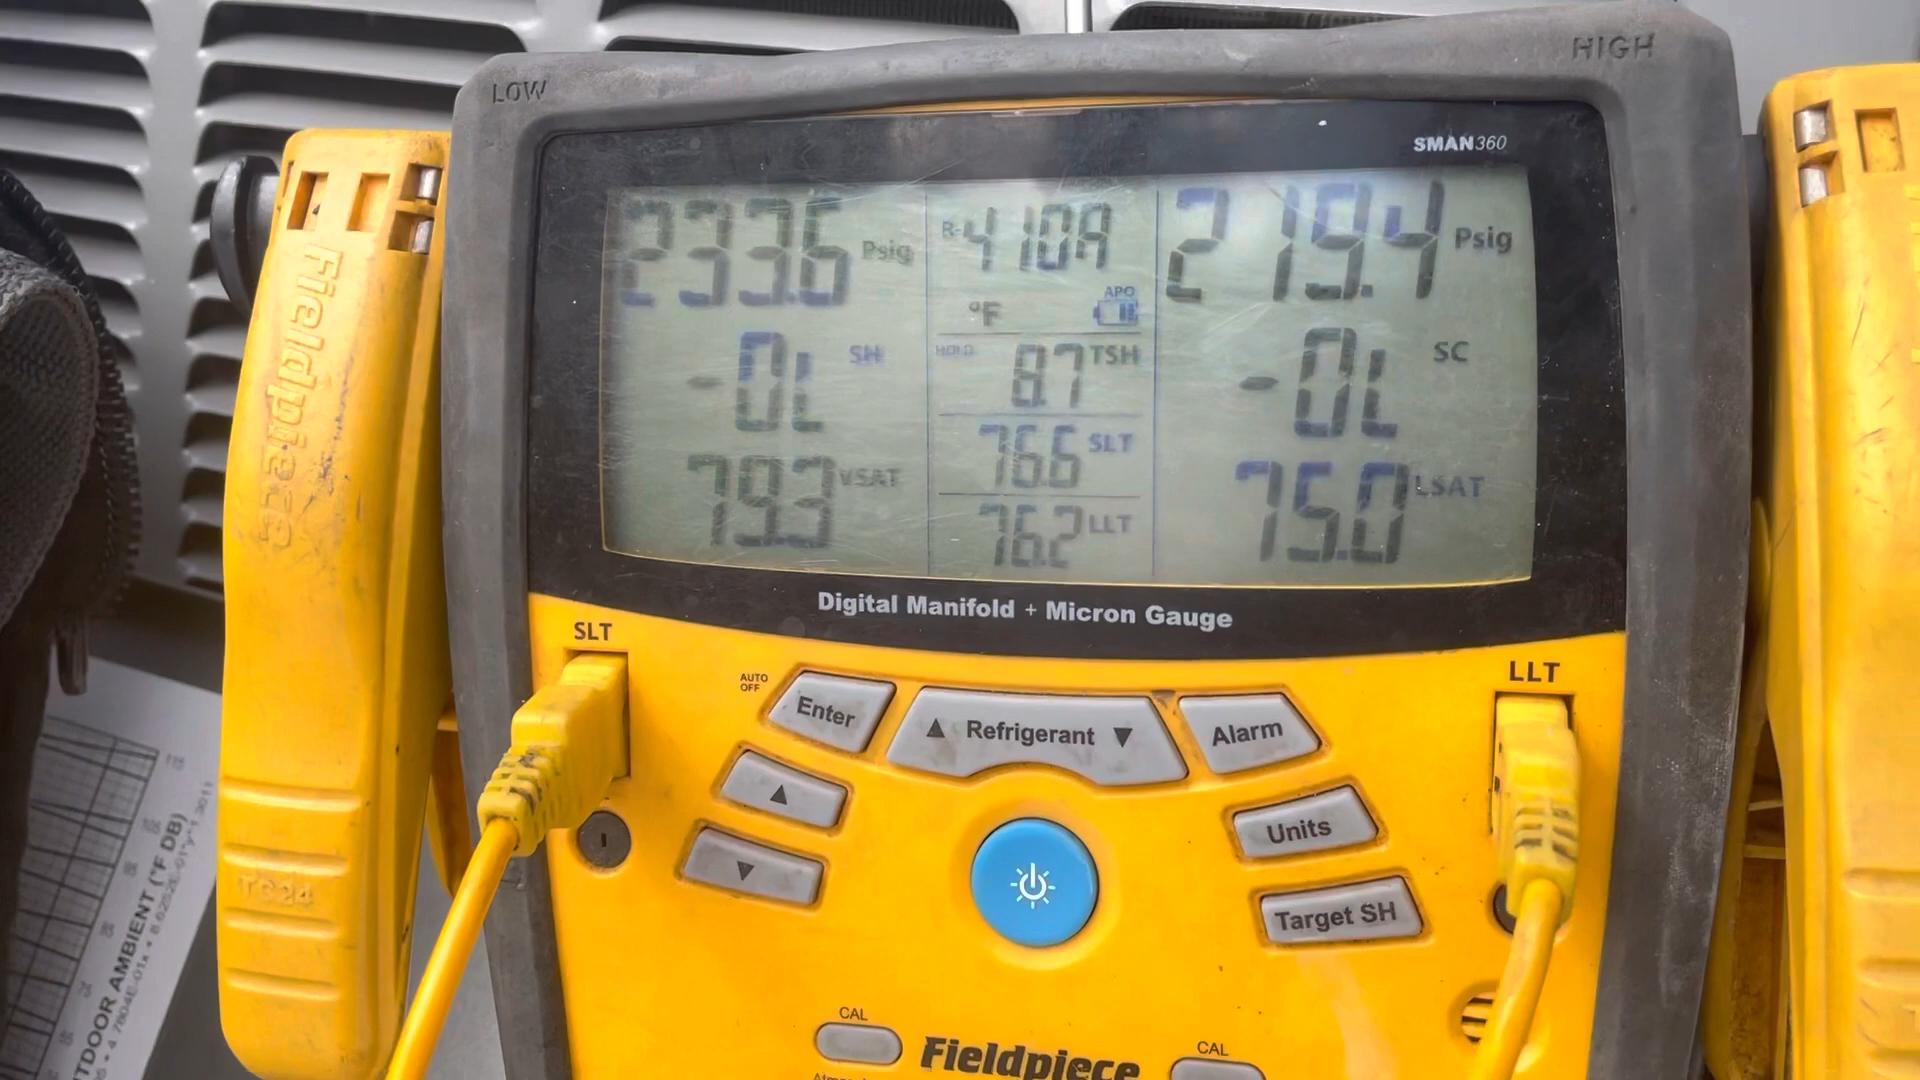 LOW
HIGH
SMAN360
233.6 Psig
R-410A
219.4 Psig
°F
APO
-OL SH
HOLD 8.7 TSH
-OL SC
76.6 SLT
79.3 VSAT
75.0 LSAT
76.2 LLT
Digital Manifold + Micron Gauge
SLT
LLT
AUTO
OFF
Enter
▲ Refrigerant ▼
Alarm
▲
▼
Units
Target SH
CAL
CAL
Fieldpiece
Fieldpiece
TC24
TDOOR AMBIENT (°F DB)